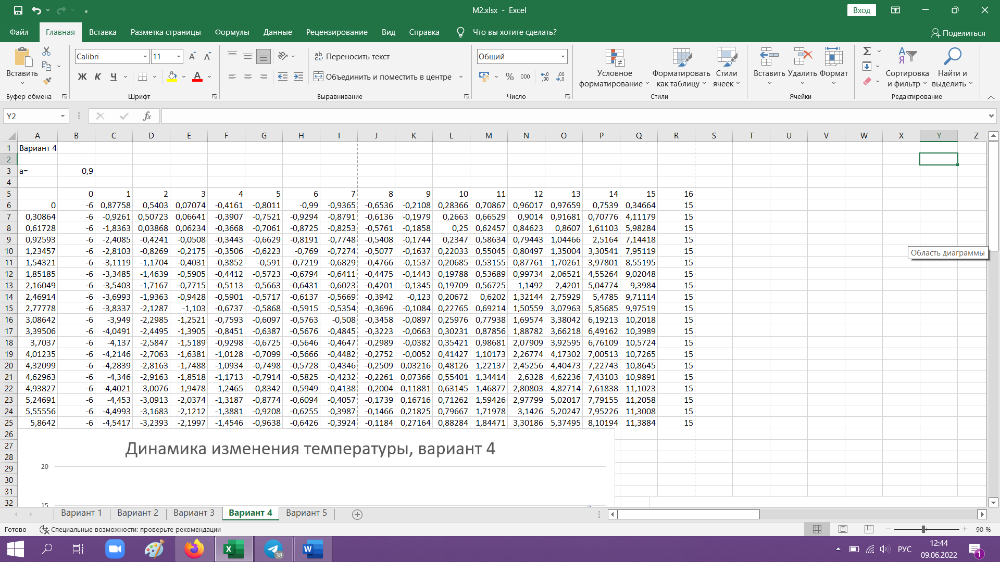 M2.xlsx - Excel
Вход
Файл Главная Вставка Разметка страницы Формулы Данные Рецензирование Вид Справка Что вы хотите сделать? Поделиться
Вставить
Calibri 11
Ж К Ч
Переносить текст
Объединить и поместить в центре
Общий
% 000
Условное форматирование
Форматировать как таблицу
Стили ячеек
Вставить Удалить Формат
Сортировка и фильтр
Найти и выделить
Буфер обмена Шрифт Выравнивание Число Стили Ячейки Редактирование
Y2 fx
A B C D E F G H I J K L M N O P Q R S T U V W X Y Z
1 Вариант 4
2
3 a= 0,9
4
5 0 1 2 3 4 5 6 7 8 9 10 11 12 13 14 15 16
6 0 -6 0,87758 0,5403 0,07074 -0,4161 -0,8011 -0,99 -0,9365 -0,6536 -0,2108 0,28366 0,70867 0,96017 0,97659 0,7539 0,34664 15
7 0,30864 -6 -0,9261 0,50723 0,06641 -0,3907 -0,7521 -0,9294 -0,8791 -0,6136 -0,1979 0,2663 0,66529 0,9014 0,91681 0,70776 4,11179 15
8 0,61728 -6 -1,8363 0,03868 0,06234 -0,3668 -0,7061 -0,8725 -0,8253 -0,5761 -0,1858 0,25 0,62457 0,84623 0,8607 1,61103 5,98284 15
9 0,92593 -6 -2,4085 -0,4241 -0,0508 -0,3443 -0,6629 -0,8191 -0,7748 -0,5408 -0,1744 0,2347 0,58634 0,79443 1,04466 2,5164 7,14418 15
10 1,23457 -6 -2,8103 -0,8269 -0,2175 -0,3506 -0,6223 -0,769 -0,7274 -0,5077 -0,1637 0,22033 0,55045 0,80497 1,35004 3,30541 7,95119 15
11 1,54321 -6 -3,1119 -1,1704 -0,4031 -0,3852 -0,591 -0,7219 -0,6829 -0,4766 -0,1537 0,20685 0,53155 0,87761 1,70261 3,97801 8,55195 15
12 1,85185 -6 -3,3485 -1,4639 -0,5905 -0,4412 -0,5723 -0,6794 -0,6411 -0,4475 -0,1443 0,19788 0,53689 0,99734 2,06521 4,55264 9,02048 15
13 2,16049 -6 -3,5403 -1,7167 -0,7715 -0,5113 -0,5663 -0,6431 -0,6023 -0,4201 -0,1345 0,19709 0,56725 1,1492 2,4201 5,04774 9,3984 15
14 2,46914 -6 -3,6993 -1,9363 -0,9428 -0,5901 -0,5717 -0,6137 -0,5669 -0,3942 -0,123 0,20672 0,6202 1,32144 2,75929 5,4785 9,71114 15
15 2,77778 -6 -3,8337 -2,1287 -1,103 -0,6737 -0,5868 -0,5915 -0,5354 -0,3696 -0,1084 0,22765 0,69214 1,50559 3,07963 5,85685 9,97519 15
16 3,08642 -6 -3,949 -2,2985 -1,2521 -0,7593 -0,6097 -0,5763 -0,508 -0,3458 -0,0897 0,25976 0,77938 1,69574 3,38042 6,19213 10,2018 15
17 3,39506 -6 -4,0491 -2,4495 -1,3905 -0,8451 -0,6387 -0,5676 -0,4845 -0,3223 -0,0663 0,30231 0,87856 1,88782 3,66218 6,49162 10,3989 15
18 3,7037 -6 -4,137 -2,5847 -1,5189 -0,9298 -0,6725 -0,5646 -0,4647 -0,2989 -0,0382 0,35421 0,98681 2,07909 3,92595 6,76109 10,5724 15
19 4,01235 -6 -4,2146 -2,7063 -1,6381 -1,0128 -0,7099 -0,5666 -0,4482 -0,2752 -0,0052 0,41427 1,10173 2,26774 4,17302 7,00513 10,7265 15
20 4,32099 -6 -4,2839 -2,8163 -1,7488 -1,0934 -0,7498 -0,5728 -0,4346 -0,2509 0,03216 0,48126 1,22137 2,45256 4,40473 7,22743 10,8645 15
21 4,62963 -6 -4,346 -2,9163 -1,8518 -1,1713 -0,7914 -0,5825 -0,4232 -0,2261 0,07366 0,55401 1,34414 2,6328 4,62236 7,43103 10,9891 15
22 4,93827 -6 -4,4021 -3,0076 -1,9478 -1,2465 -0,8342 -0,5949 -0,4138 -0,2004 0,11881 0,63145 1,46877 2,80803 4,82714 7,61838 11,1023 15
23 5,24691 -6 -4,453 -3,0913 -2,0374 -1,3187 -0,8774 -0,6094 -0,4057 -0,1739 0,16716 0,71262 1,59426 2,97799 5,02017 7,79155 11,2058 15
24 5,55556 -6 -4,4993 -3,1683 -2,1212 -1,3881 -0,9208 -0,6255 -0,3987 -0,1466 0,21825 0,79667 1,71978 3,1426 5,20247 7,95226 11,3008 15
25 5,8642 -6 -4,5417 -3,2393 -2,1997 -1,4546 -0,9638 -0,6426 -0,3924 -0,1184 0,27164 0,88284 1,84471 3,30186 5,37495 8,10194 11,3884 15
26
27
28
29
30
31
32
Область диаграммы
Динамика изменения температуры, вариант 4
20
15
Вариант 1 Вариант 2 Вариант 3 Вариант 4 Вариант 5
Готово Специальные возможности: проверьте рекомендации 90 %
38 РУС 12:44
09.06.2022 1